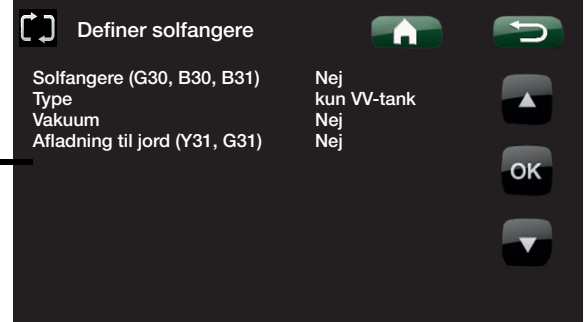 Definer solfangere
Solfangere (G30, B30, B31) Nej
Type kun VV-tank
Vakuum Nej
Afladning til jord (Y31, G31) Nej
OK